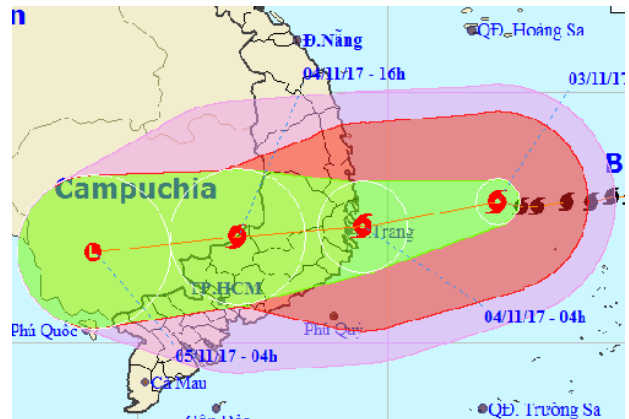 n
Đ.Nẵng
QĐ. Hoàng Sa
04/11/17 - 16h
03/11/17
B
Campuchia
L
Trang
TP.HCM
Phú Quốc
Phú Quý
04/11/17 - 04h
05/11/17 - 04h
Cà Mau
QĐ. Trường Sa